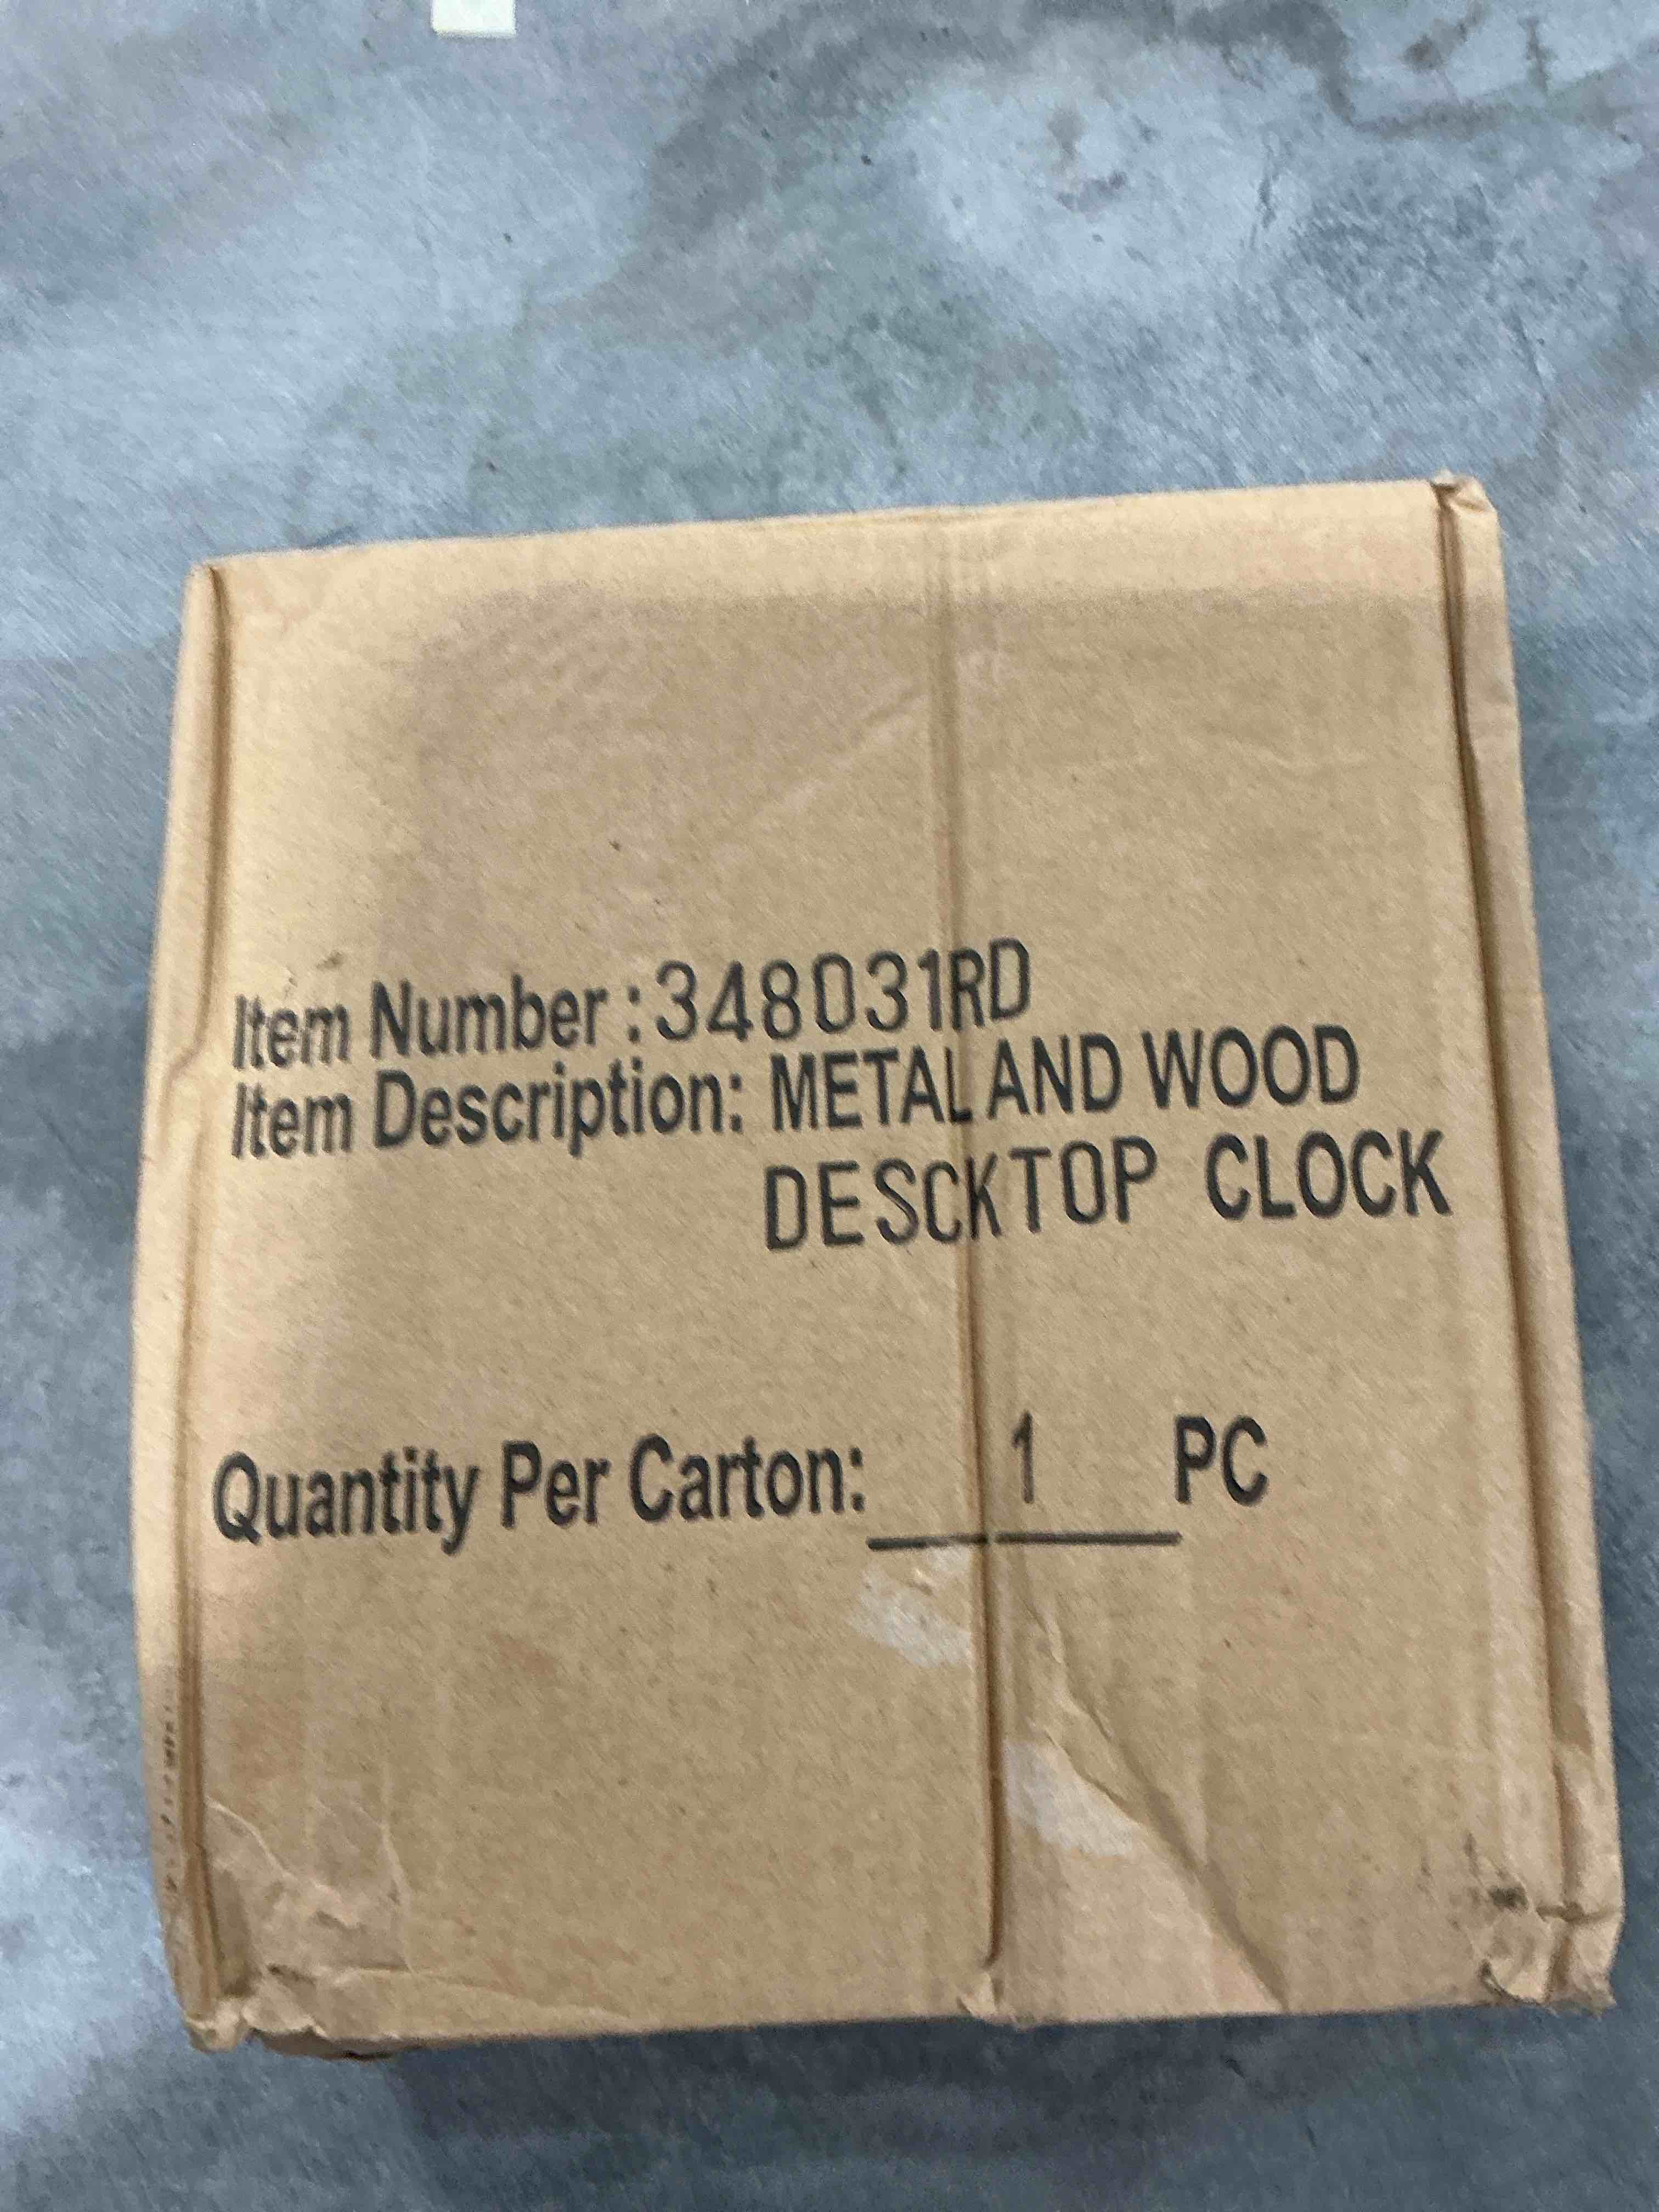 Item Number : 348031RD
Item Description: METAL AND WOOD
DESCKTOP CLOCK
Quantity Per Carton: 1 PC